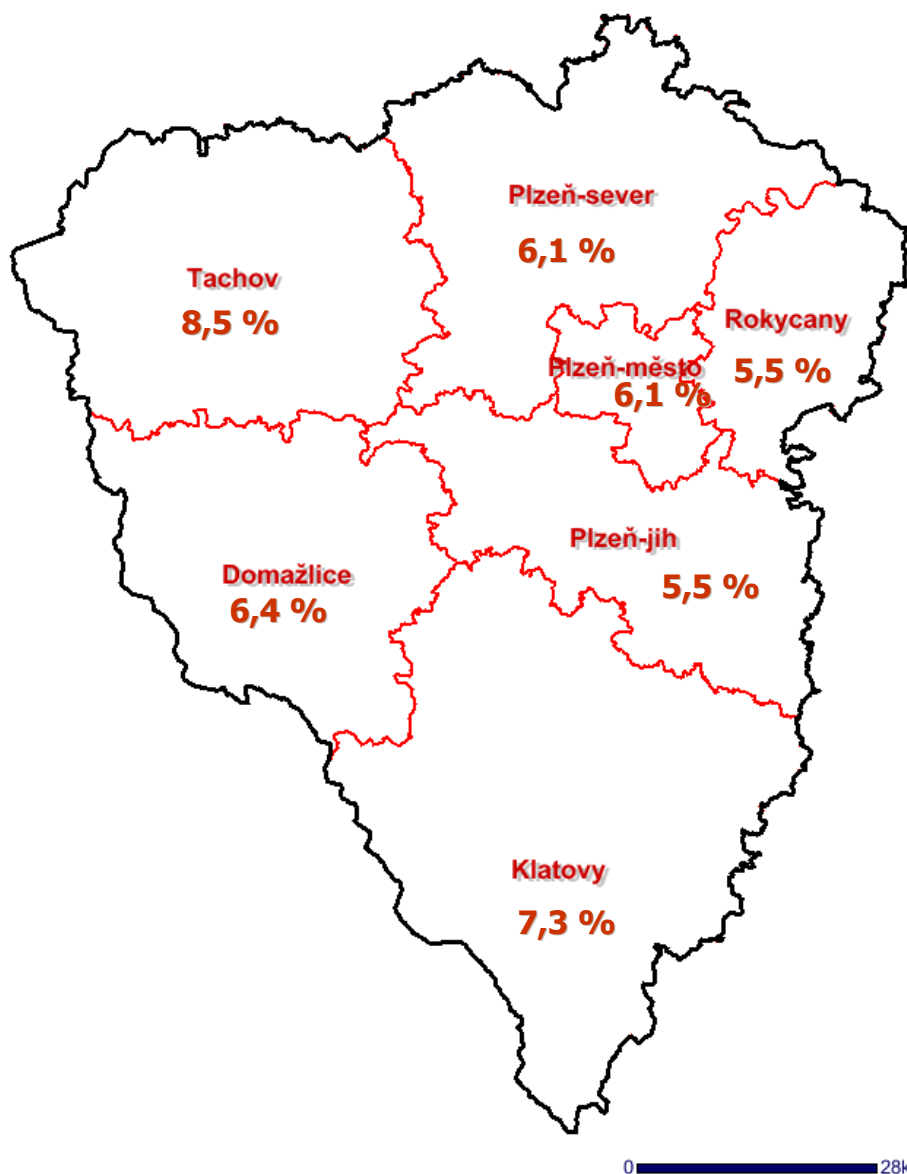 Plzeň-sever
6,1 %
Tachov
8,5 %
Rokycany
5,5 %
Plzeň-město
6,1 %
Plzeň-jih
5,5 %
Domažlice
6,4 %
Klatovy
7,3 %
0 28k